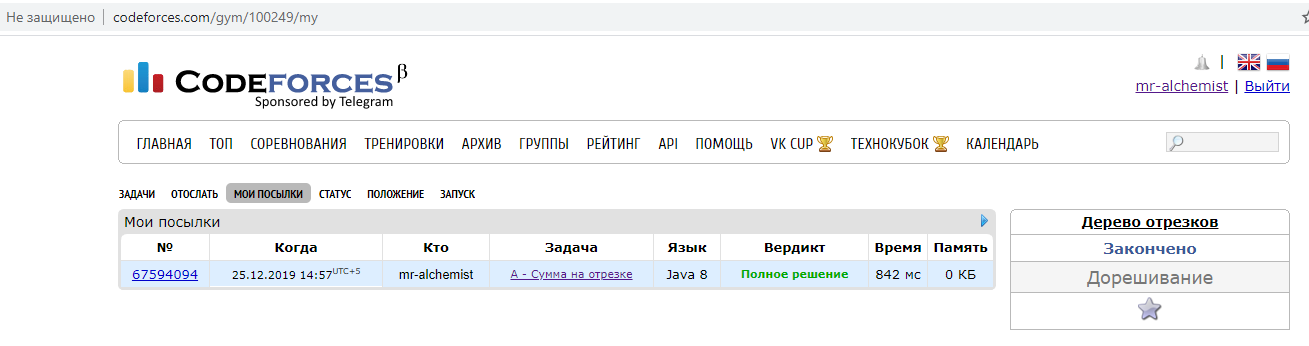 Не защищено codeforces.com/gym/100249/my
CODEFORCES β
Sponsored by Telegram
mr-alchemist | Выйти
ГЛАВНАЯ ТОП СОРЕВНОВАНИЯ ТРЕНИРОВКИ АРХИВ ГРУППЫ РЕЙТИНГ API ПОМОЩЬ VK CUP ТЕХНОКУБОК КАЛЕНДАРЬ
ЗАДАЧИ ОТОСЛАТЬ МОИ ПОСЫЛКИ СТАТУС ПОЛОЖЕНИЕ ЗАПУСК
Мои посылки
№ Когда Кто Задача Язык Вердикт Время Память
67594094 25.12.2019 14:57 UTC+5 mr-alchemist A - Сумма на отрезке Java 8 Полное решение 842 мс 0 КБ
Дерево отрезков
Закончено
Дорешивание